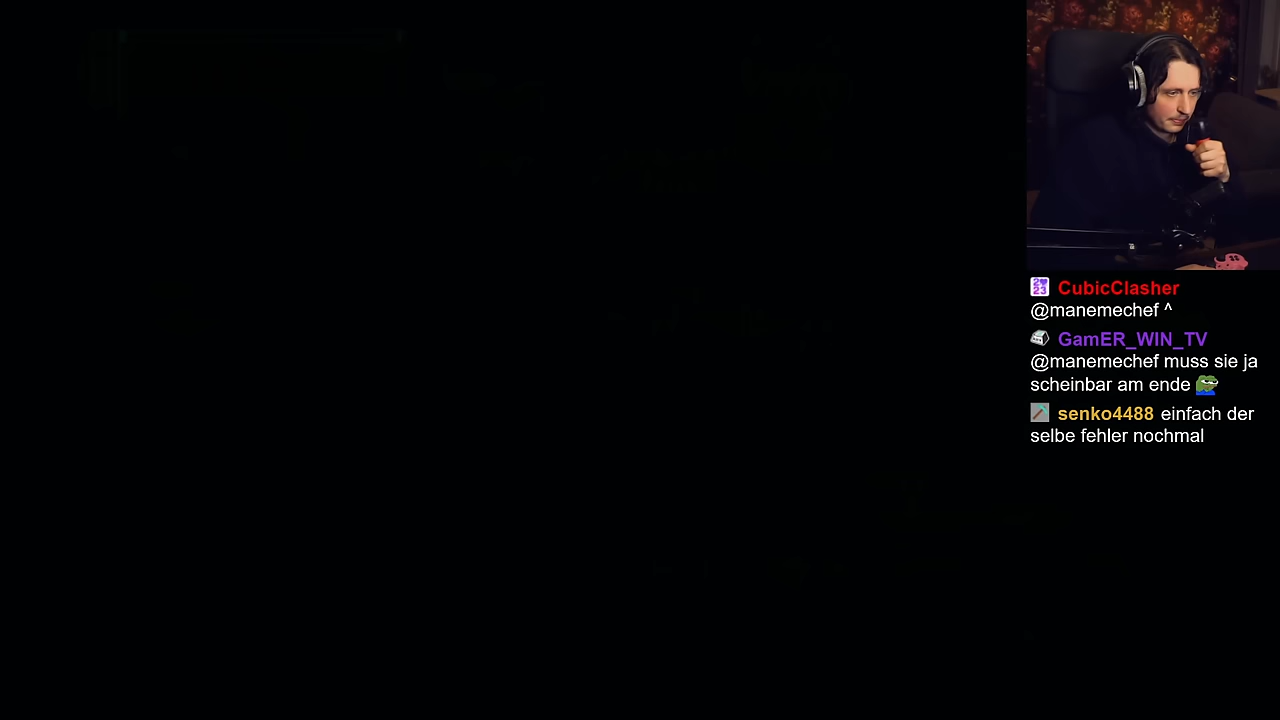 CubicClasher
@manemechef ^
GamER_WIN_TV
@manemechef muss sie ja
scheinbar am ende
senko4488 einfach der
selbe fehler nochmal